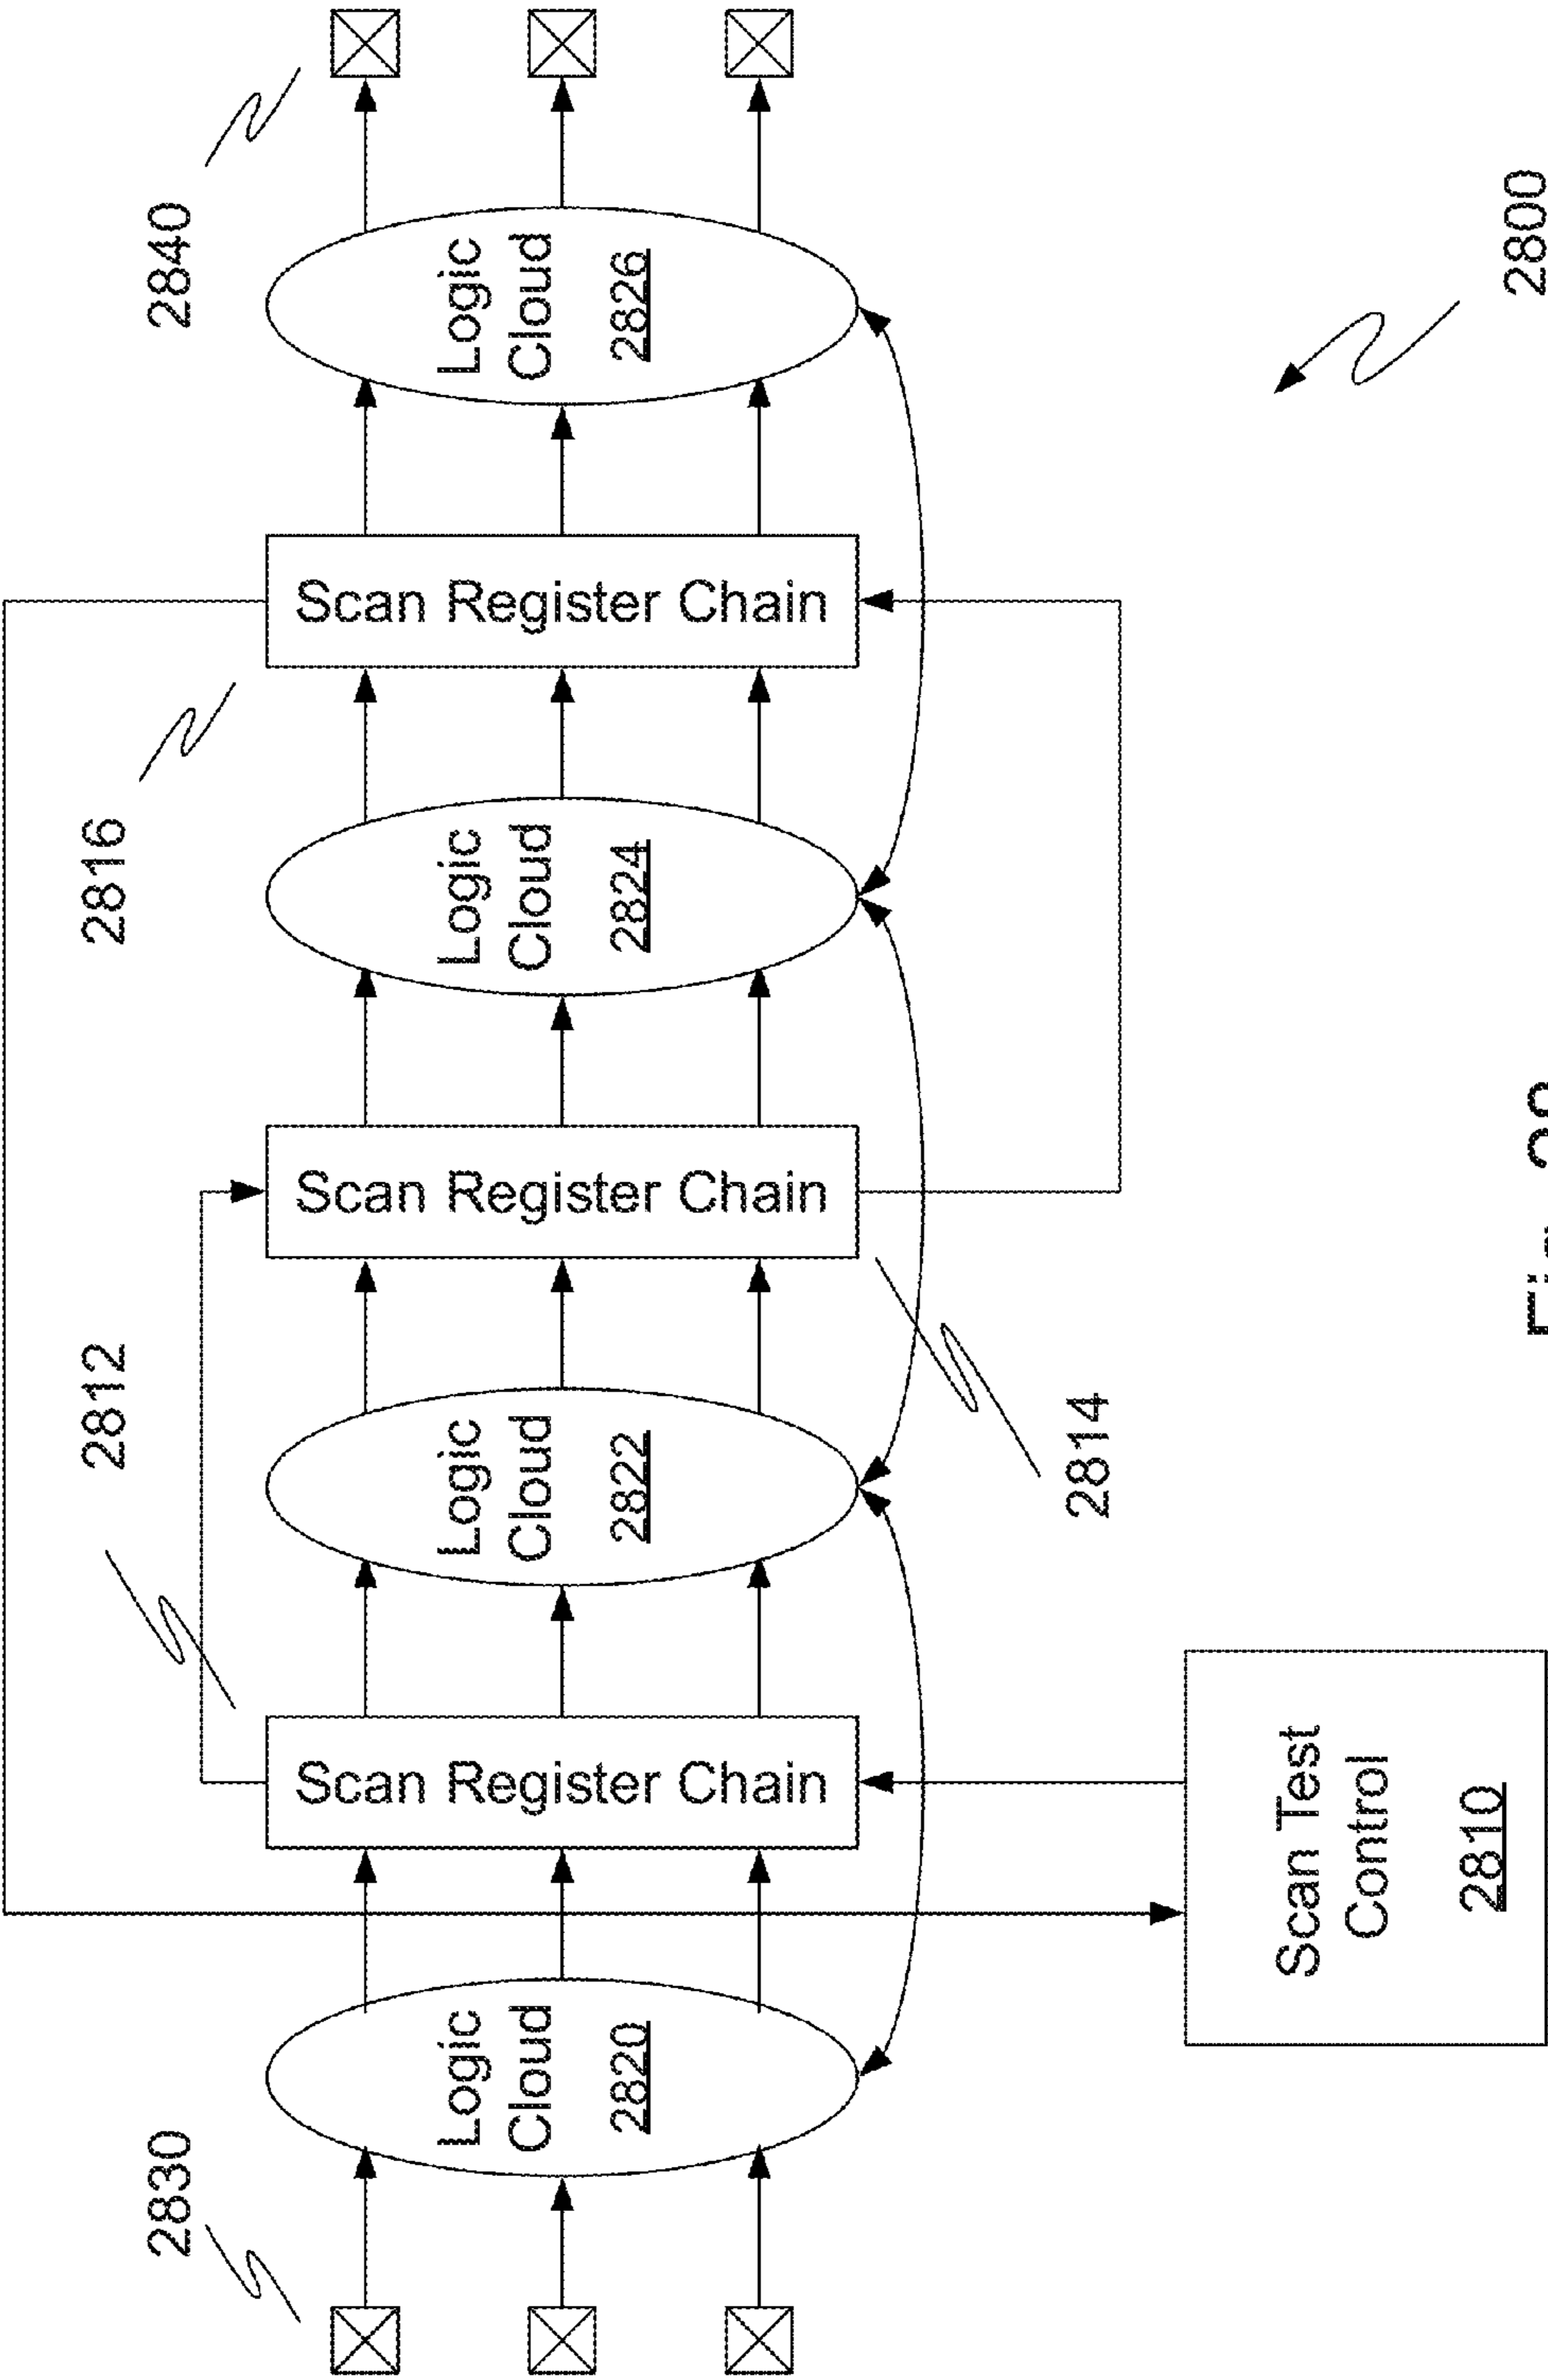 2812
2816
2830
2840
Logic
Cloud
2820
Scan Register Chain
Logic
Cloud
2822
Scan Register Chain
Logic
Cloud
2824
Scan Register Chain
Logic
Cloud
2826
2814
Scan Test
Control
2810
2800